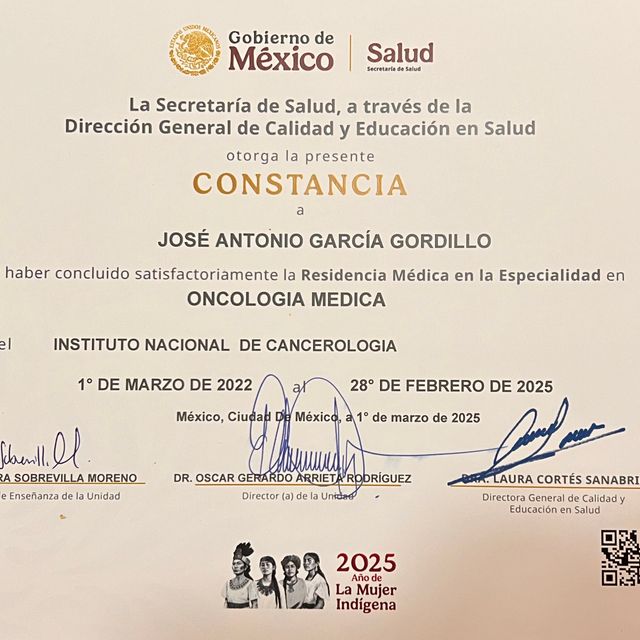 Gobierno de
México
Salud
Secretaría de Salud
ESTADOS UNIDOS MEXICANOS
La Secretaría de Salud, a través de la
Dirección General de Calidad y Educación en Salud
otorga la presente
CONSTANCIA
a
JOSÉ ANTONIO GARCÍA GORDILLO
haber concluido satisfactoriamente la Residencia Médica en la Especialidad en
ONCOLOGIA MEDICA
el INSTITUTO NACIONAL DE CANCEROLOGIA
1° DE MARZO DE 2022 al 28° DE FEBRERO DE 2025
México, Ciudad De México, a 1° de marzo de 2025
RA SOBREVILLA MORENO DR. OSCAR GERARDO ARRIETA RODRÍGUEZ DRA. LAURA CORTÉS SANABRI
e Enseñanza de la Unidad Director (a) de la Unidad Directora General de Calidad y
Educación en Salud
2025
Año de
La Mujer
Indígena